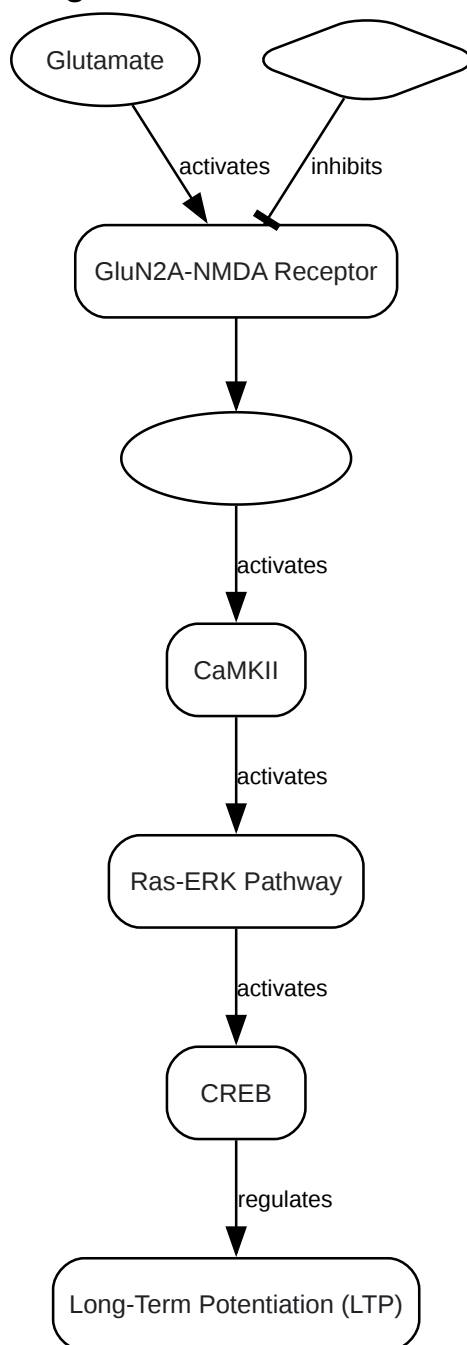 Glutamate
activates
inhibits
GluN2A-NMDA Receptor
activates
CaMKII
activates
Ras-ERK Pathway
activates
CREB
regulates
Long-Term Potentiation (LTP)